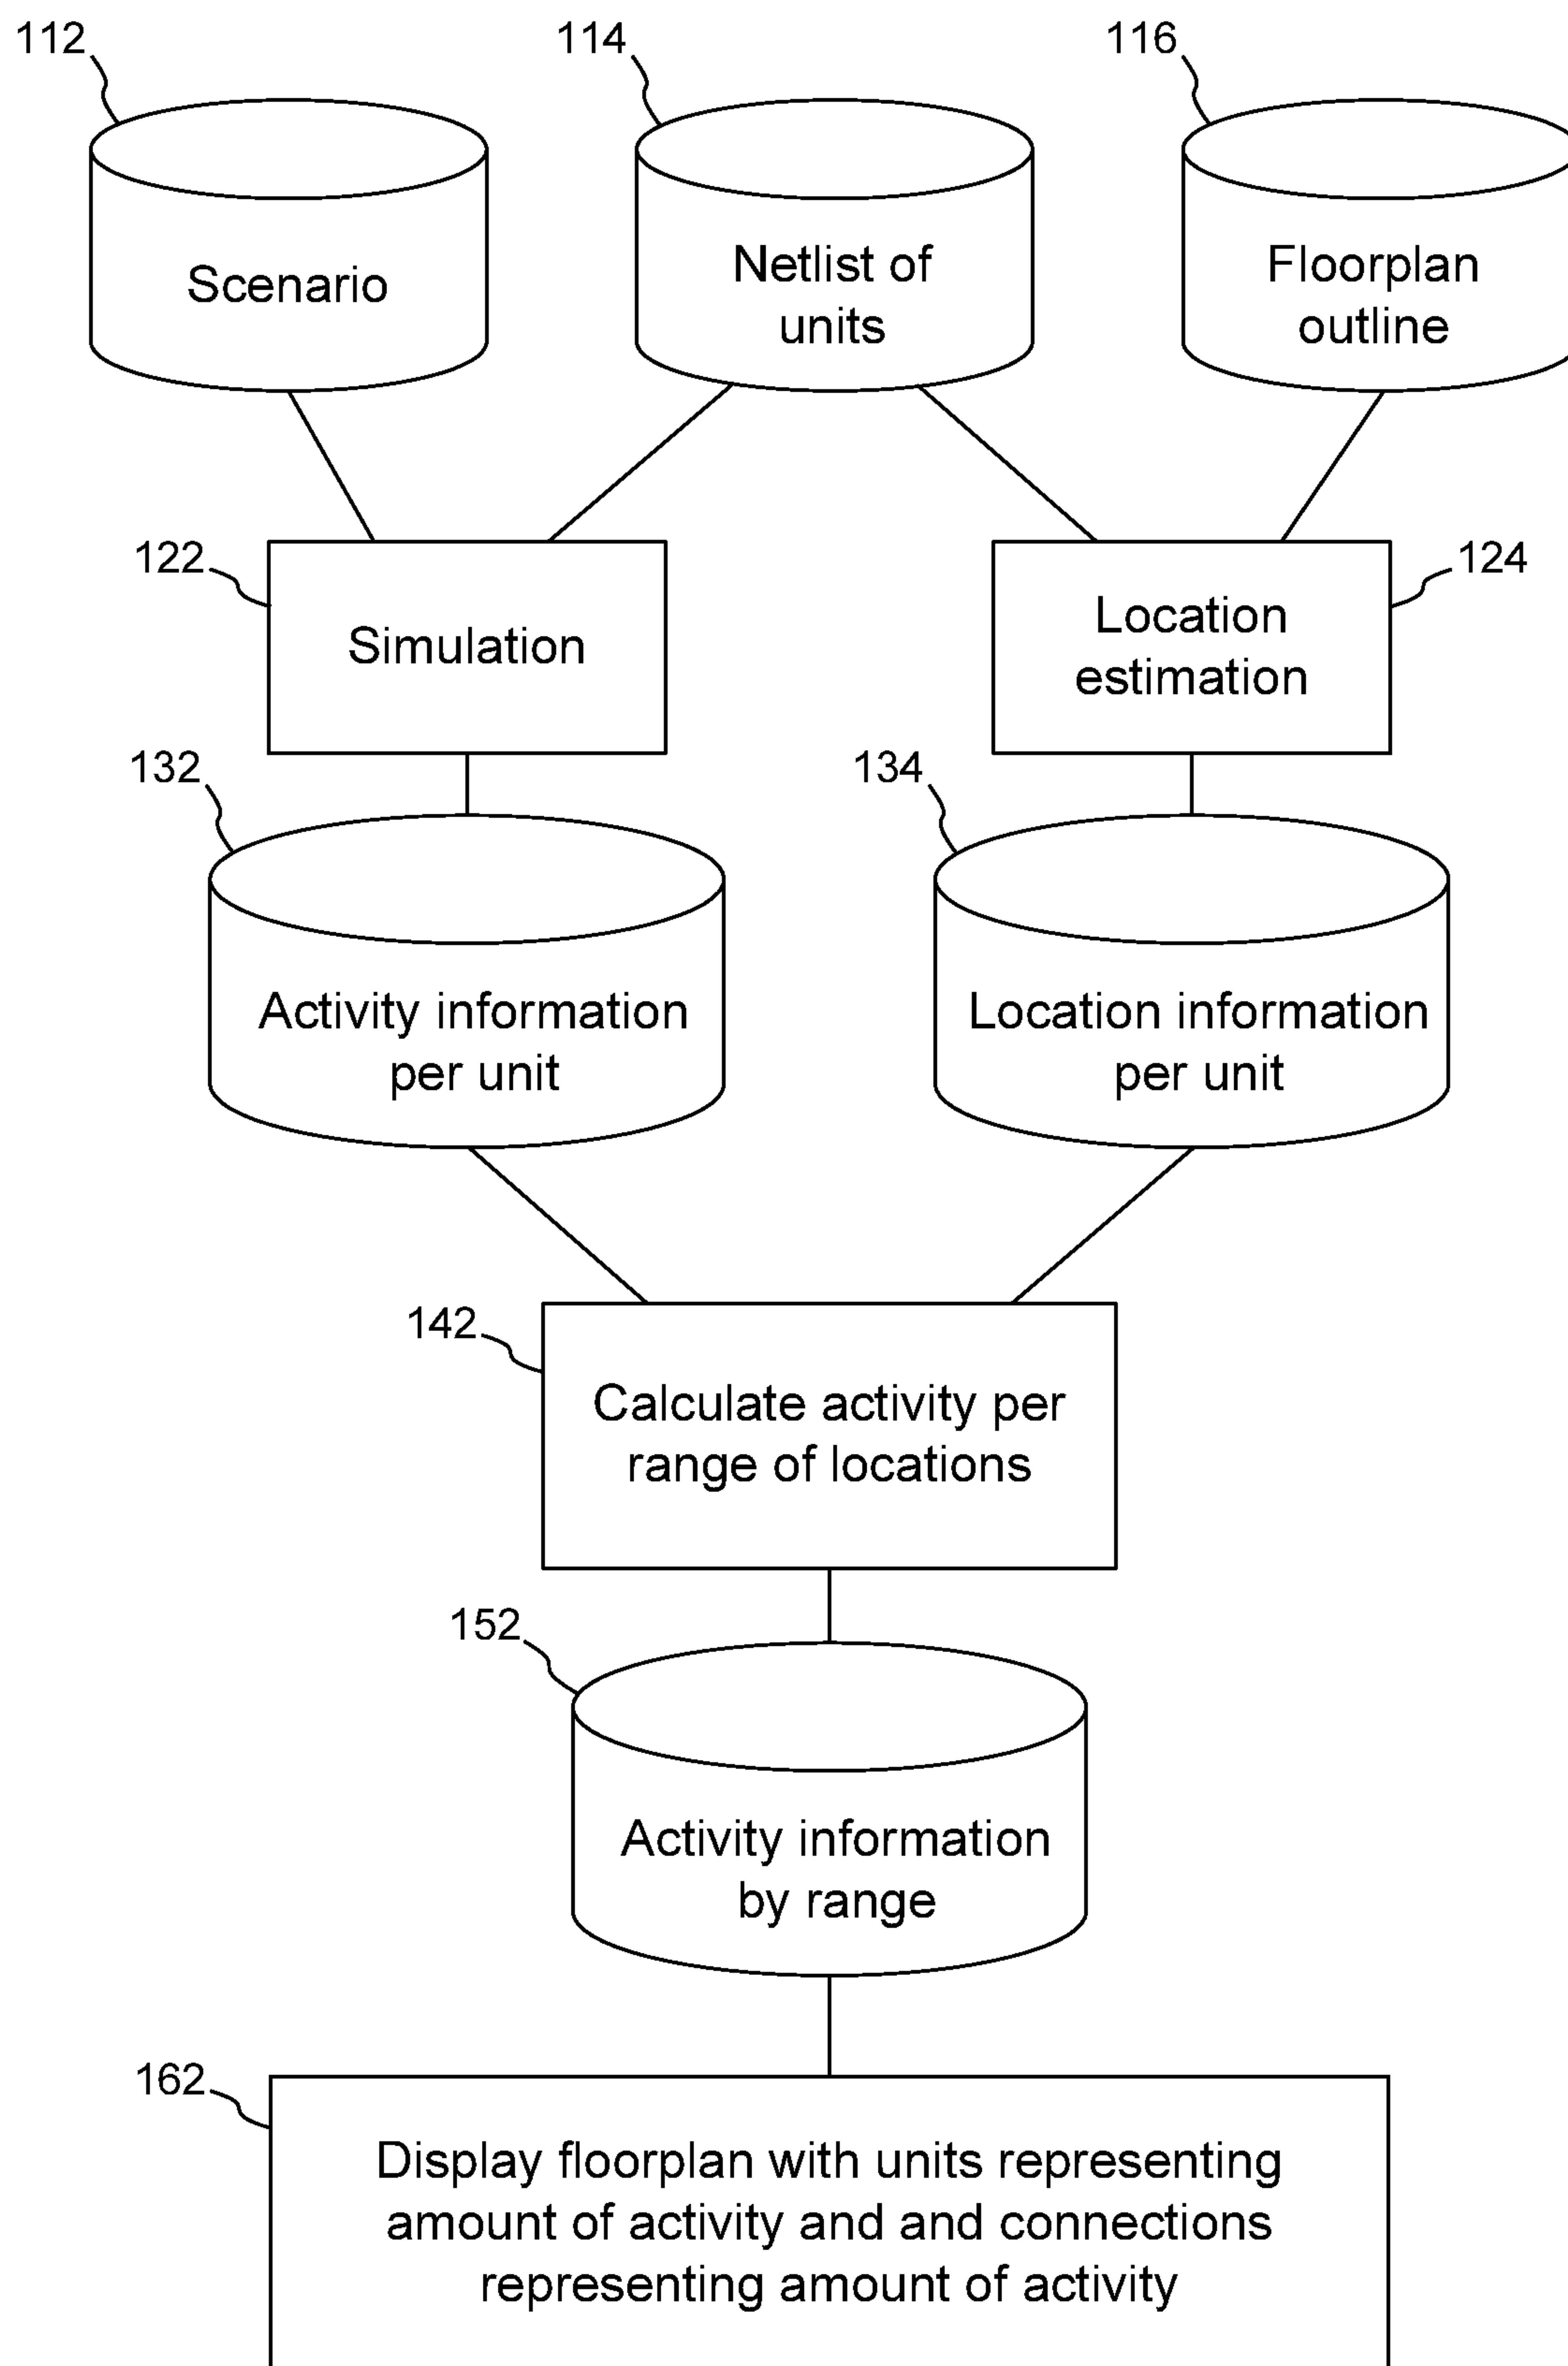 112
114
116
Scenario
Netlist of
units
Floorplan
outline
122
Simulation
Location
estimation
124
132
134
Activity information
per unit
Location information
per unit
142
Calculate activity per
range of locations
152
Activity information
by range
162
Display floorplan with units representing
amount of activity and and connections
representing amount of activity